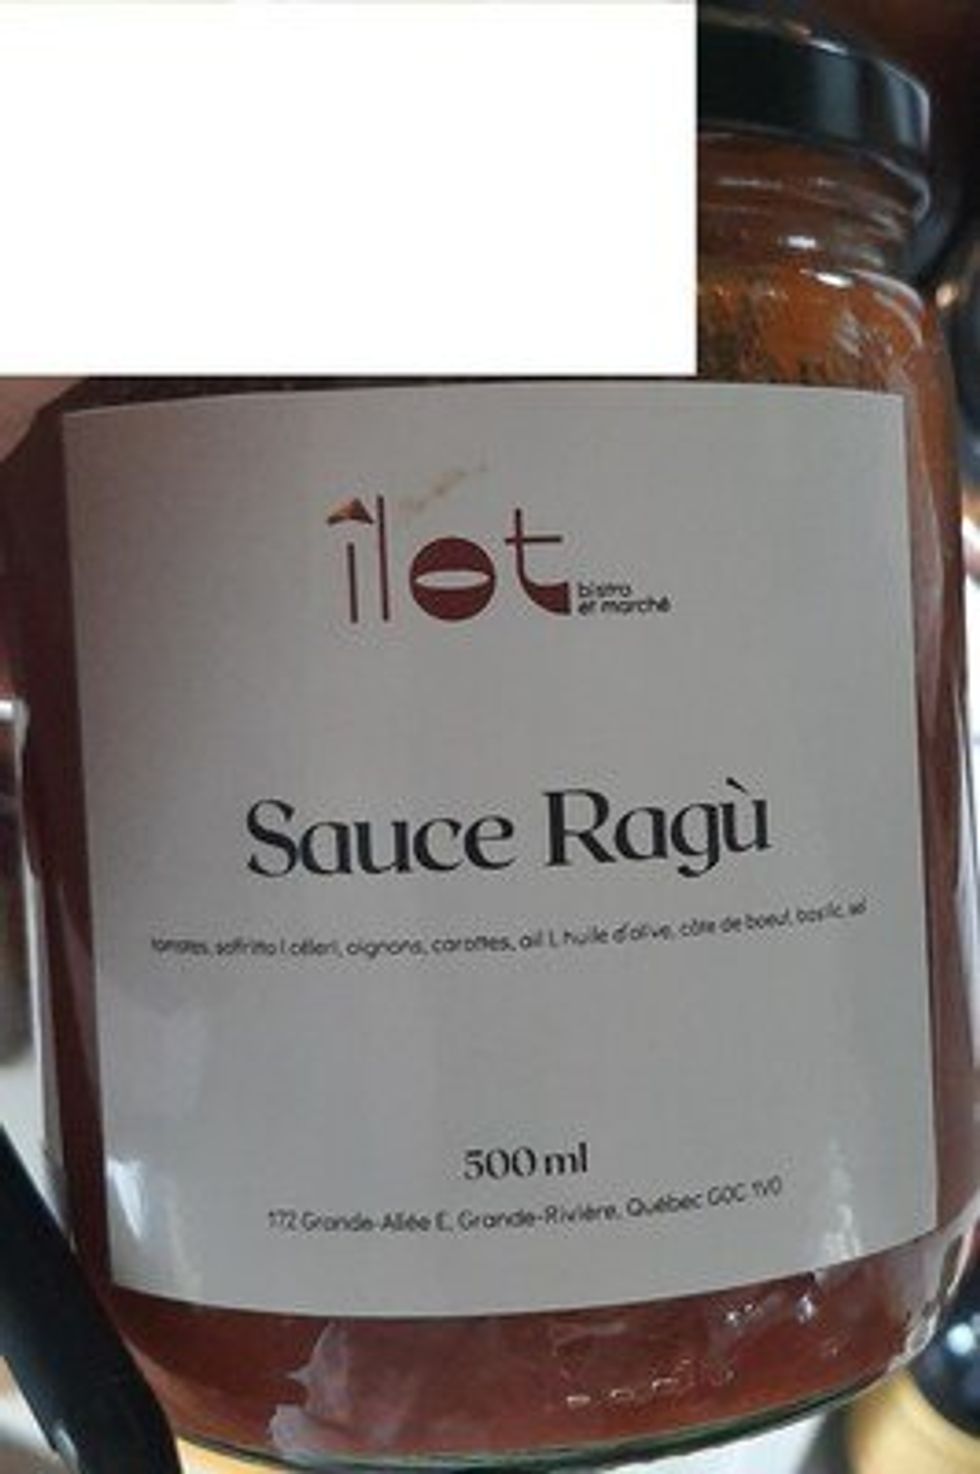 îlot
bistro
et marché
Sauce Ragù
tomates, soffritto ( céleri, oignons, carottes, ail ), huile d'olive, côte de boeuf, basilic, sel
500 ml
172 Grande-Allée E, Grande-Rivière, Québec G0C 1V0